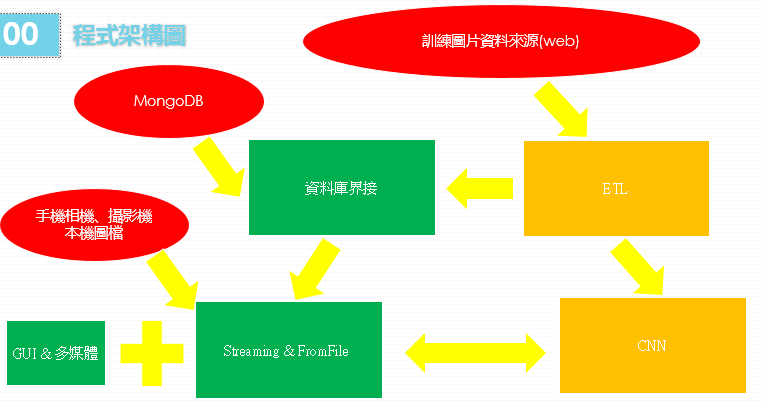 00
程式架構圖
訓練圖片資料來源(web)
MongoDB
資料庫界接
ETL
手機相機、攝影機
本機圖檔
GUI & 多媒體
Streaming & FromFile
CNN